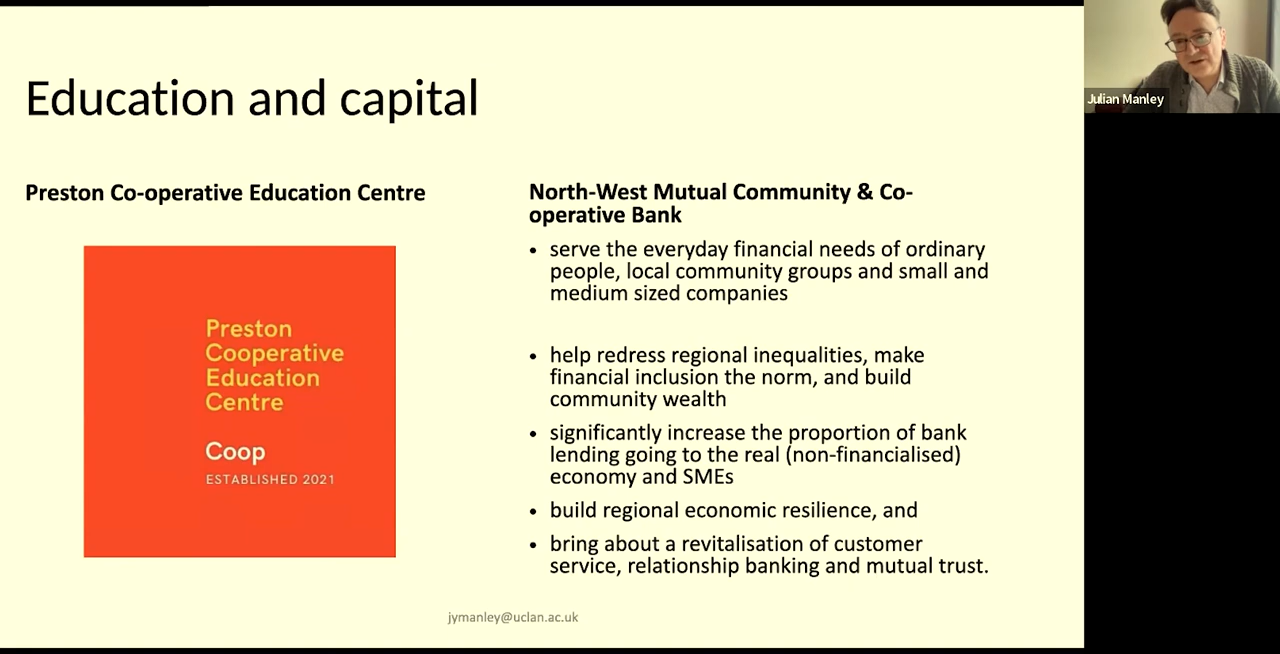 Education and capital
Preston Co-operative Education Centre
Preston
Cooperative
Education
Centre
Coop
ESTABLISHED 2021
North-West Mutual Community & Co-
operative Bank
• serve the everyday financial needs of ordinary
people, local community groups and small and
medium sized companies
• help redress regional inequalities, make
financial inclusion the norm, and build
community wealth
• significantly increase the proportion of bank
lending going to the real (non-financialised)
economy and SMEs
• build regional economic resilience, and
• bring about a revitalisation of customer
service, relationship banking and mutual trust.
jymanley@uclan.ac.uk
Julian Manley